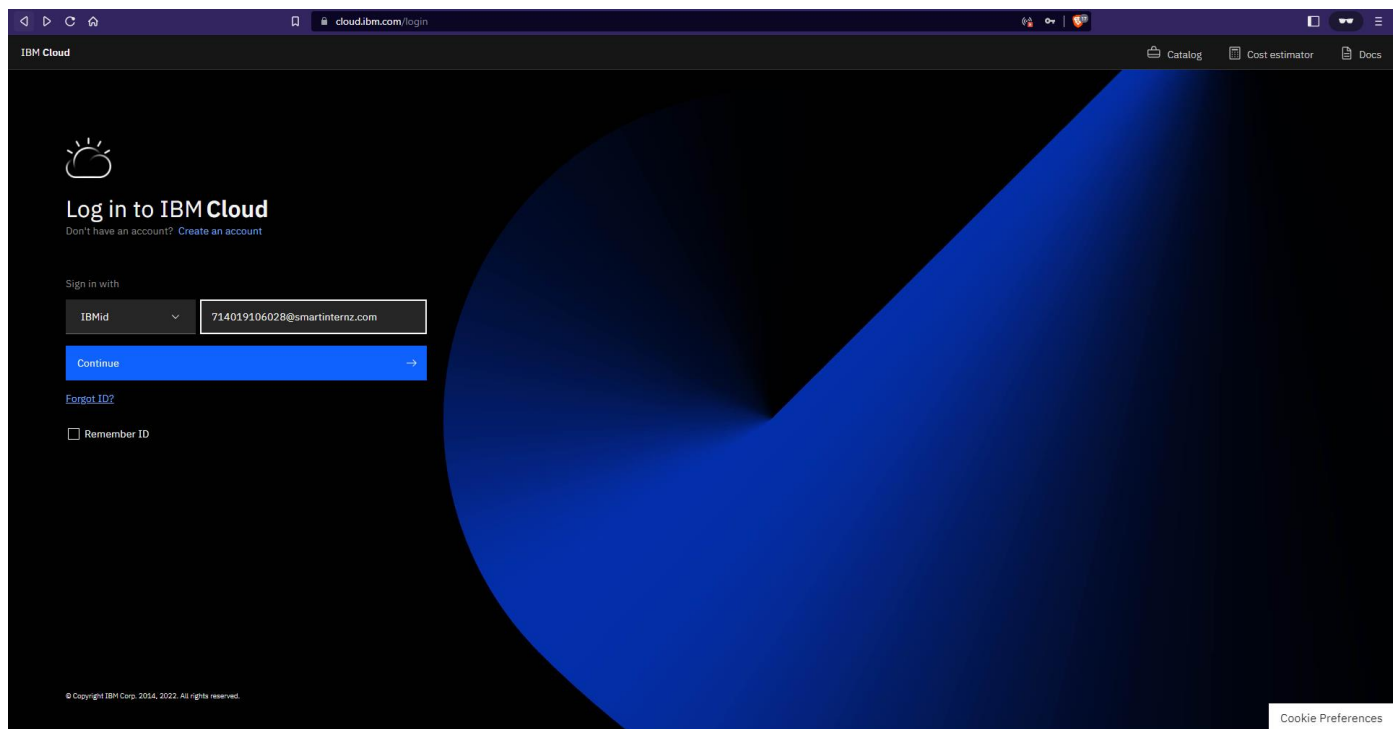 cloud.ibm.com/login
IBM Cloud
Catalog
Cost estimator
Docs
Log in to IBM Cloud
Don't have an account? Create an account
Sign in with
IBMid
714019106028@smartinternz.com
Continue
Forgot ID?
Remember ID
© Copyright IBM Corp. 2014, 2022. All rights reserved.
Cookie Preferences